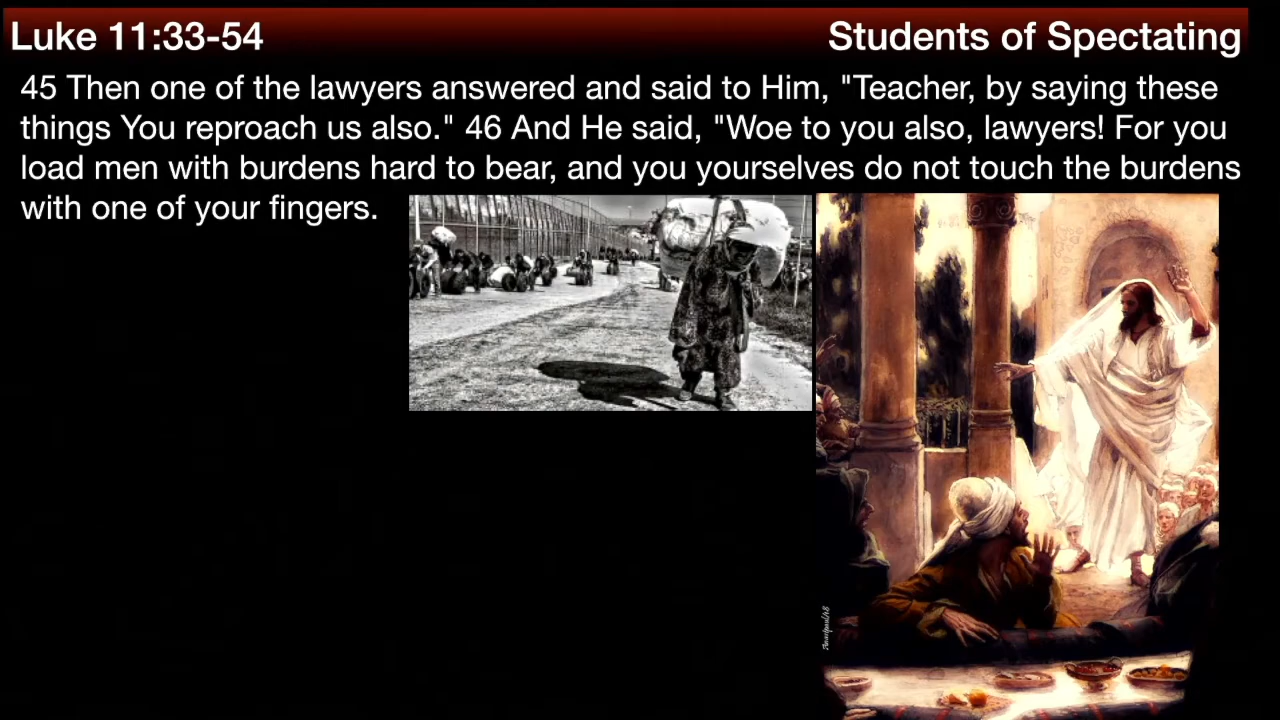 Luke 11:33-54
Students of Spectating
45 Then one of the lawyers answered and said to Him, "Teacher, by saying these
things You reproach us also." 46 And He said, "Woe to you also, lawyers! For you
load men with burdens hard to bear, and you yourselves do not touch the burdens
with one of your fingers.